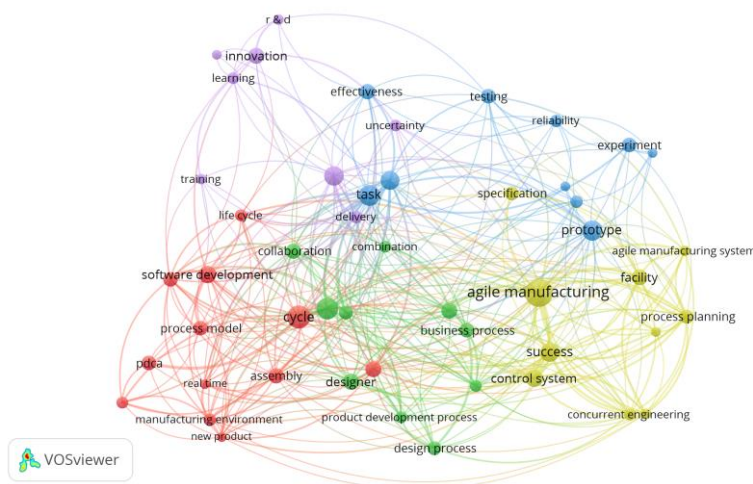 r & d
innovation
learning
effectiveness
testing
uncertainty
reliability
experiment
training
task
specification
life cycle
delivery
prototype
collaboration
combination
agile manufacturing system
software development
facility
agile manufacturing
cycle
process planning
process model
business process
success
pdca
real time
assembly
designer
control system
manufacturing environment
product development process
concurrent engineering
new product
design process
VOSviewer